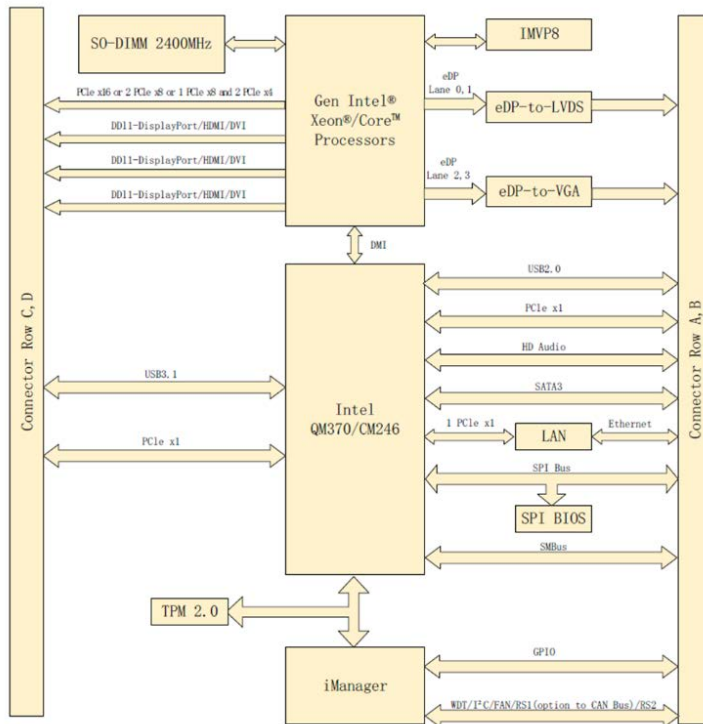 SO-DIMM 2400MHz
IMVP8
PCIe x16 or 2 PCIe x8 or 1 PCIe x8 and 2 PCIe x4
Gen Intel®
Xeon®/Core™
Processors
eDP
Lane 0,1
eDP-to-LVDS
DD11-DisplayPort/HDMI/DVI
DD11-DisplayPort/HDMI/DVI
eDP
Lane 2,3
eDP-to-VGA
DD11-DisplayPort/HDMI/DVI
DMI
Connector Row C,D
Connector Row A,B
USB2.0
PCIe x1
HD Audio
USB3.1
SATA3
Intel
QM370/CM246
1 PCIe x1
LAN
Ethernet
PCIe x1
SPI Bus
SPI BIOS
SMBus
TPM 2.0
iManager
GPIO
WDT/I²C/FAN/RS1(option to CAN Bus)/RS2